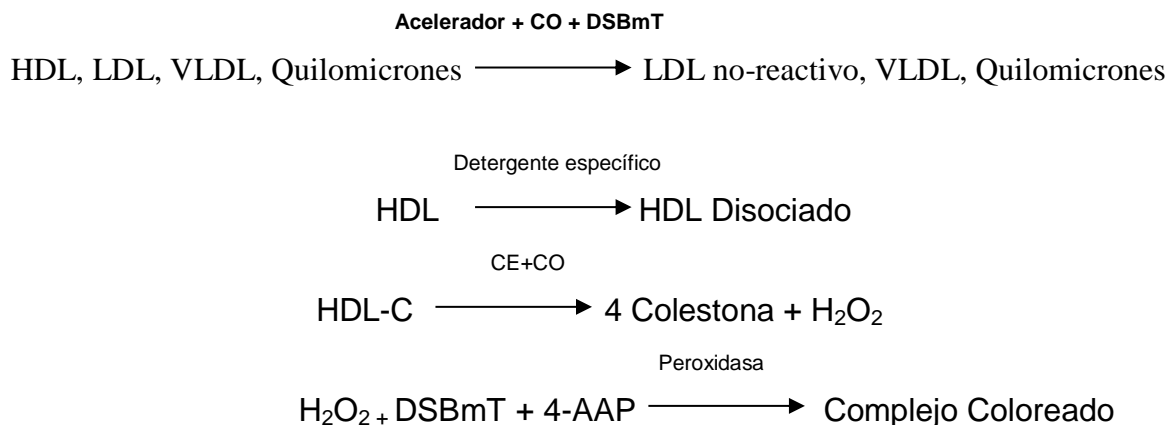 Acelerador + CO + DSBmT
HDL, LDL, VLDL, Quilomicrones LDL no-reactivo, VLDL, Quilomicrones
Detergente específico
HDL HDL Disociado
CE+CO
HDL-C 4 Colestona + H₂O₂
Peroxidasa
H₂O₂ + DSBmT + 4-AAP Complejo Coloreado